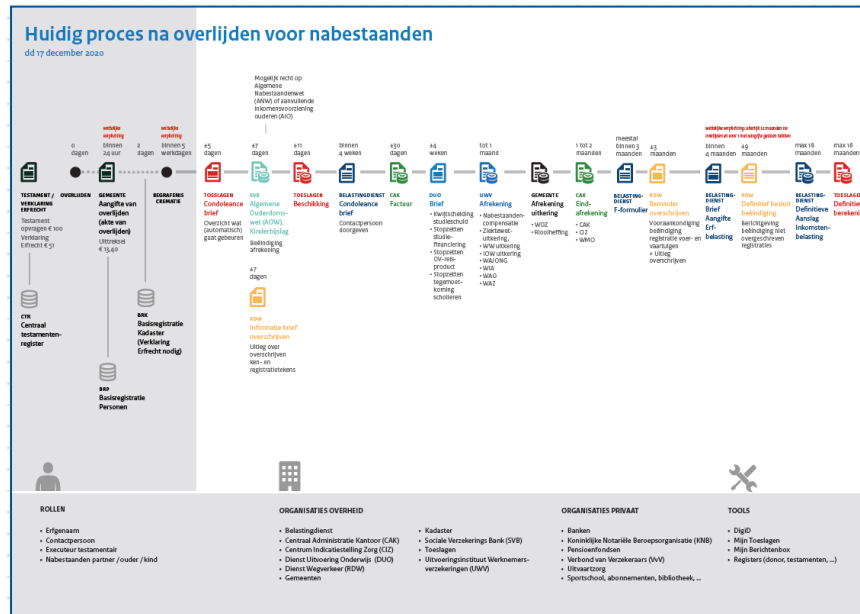 Huidig proces na overlijden voor nabestaanden
dd 17 december 2020
Mogelijk recht op
Algemene
Nabestaandenwet
(ANW) of aanvullende
Inkomensvoorziening
ouderen (AIO)
0
dagen
wettelijke
verplichting
binnen
24 uur
2
dagen
wettelijke
verplichting
binnen 5
werkdagen
±5
dagen
±7
dagen
±11
dagen
binnen
4 weken
±30
dagen
±4
weken
tot 1
maand
1 tot 2
maanden
meestal
binnen 3
maanden
±3
maanden
binnen
4 maanden
±9
maanden
max 18
maanden
max 18
maanden
TESTAMENT /
VERKLARING
ERFRECHT
Testament
opvragen € 100
Verklaring
Erfrecht € 51
OVERLIJDEN
GEMEENTE
Aangifte van
overlijden
(akte van
overlijden)
Uittreksel
€ 13,40
BEGRAFENIS
CREMATIE
TOESLAGEN
Condoleance
brief
Overzicht wat
(automatisch)
gaat gebeuren
SVB
Algemene
Ouderdoms-
wet (AOW),
Kinderbijslag
Beëindiging
afrekening
TOESLAGEN
Beschikking
BELASTINGDIENST
Condoleance
brief
Contactpersoon
doorgeven
CAK
Factuur
DUO
Brief
• Kwijtschelding
studieschuld
• Stopzetten
studie-
financiering
• Stopzetten
OV-reis-
product
• Stopzetten
tegemoet-
koming
scholieren
UWV
Afrekening
• Nabestaanden-
compensatie
• Ziektewet-
uitkering,
• WW uitkering
• IOW uitkering
• WAJONG
• WIA
• WAO
• WAZ
GEMEENTE
Afrekening
uitkering
• WOZ
• Rioolheffing
CAK
Eind-
afrekening
• CAK
• CIZ
• WMO
BELASTING-
DIENST
F-formulier
RDW
Reminder
overschrijven
Vooraankondiging
beëindiging
registratie voer- en
vaartuigen
+ Uitleg
overschrijven
BELASTING-
DIENST
Brief
Aangifte
Erf-
belasting
RDW
Definitief besluit
beëindiging
Berichtgeving
beëindiging niet
overgeschreven
registraties
BELASTING-
DIENST
Definitieve
Aanslag
Inkomsten-
belasting
TOESLAGEN
Definitieve
berekeni
±7
dagen
RDW
Informatie brief
overschrijven
Uitleg over
overschrijven
ken- en
registratietekens
CTR
Centraal
testamenten-
register
BRK
Basisregistratie
Kadaster
(Verklaring
Erfrecht nodig)
BRP
Basisregistratie
Personen
ROLLEN
• Erfgenaam
• Contactpersoon
• Executeur testamentair
• Nabestaanden partner / ouder / kind
ORGANISATIES OVERHEID
• Belastingdienst
• Centraal Administratie Kantoor (CAK)
• Centrum Indicatiestelling Zorg (CIZ)
• Dienst Uitvoering Onderwijs (DUO)
• Dienst Wegverkeer (RDW)
• Gemeenten
• Kadaster
• Sociale Verzekerings Bank (SVB)
• Toeslagen
• Uitvoeringsinstituut Werknemers-
verzekeringen (UWV)
ORGANISATIES PRIVAAT
• Banken
• Koninklijke Notariële Beroepsorganisatie (KNB)
• Pensioenfondsen
• Verbond van Verzekeraars (VvV)
• Uitvaartzorg
• Sportschool, abonnementen, bibliotheek, ...
TOOLS
• DigiD
• Mijn Toeslagen
• Mijn Berichtenbox
• Registers (donor, testamenten, ...)